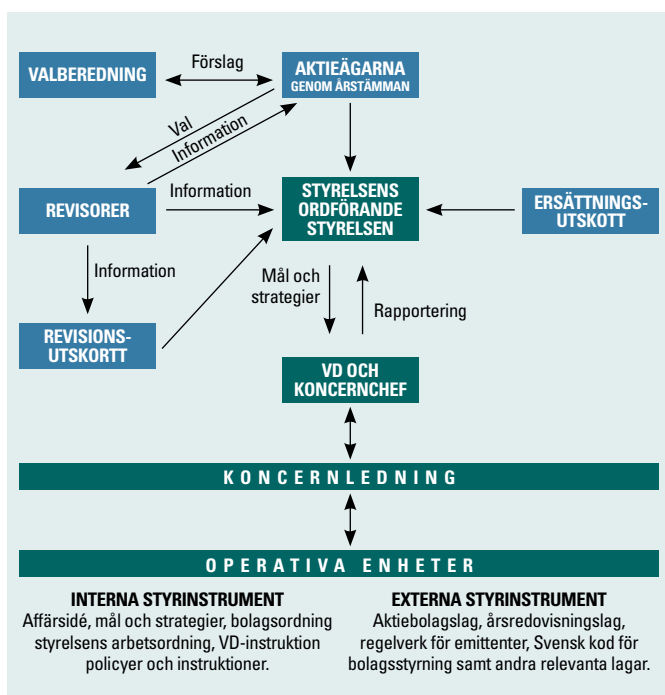 VALBEREDNING
Förslag
AKTIEÄGARNA
GENOM ÅRSTÄMMAN
Val
Information
REVISORER
Information
STYRELSENS
ORDFÖRANDE
STYRELSEN
ERSÄTTNINGS-
UTSKOTT
Information
Mål och
strategier
Rapportering
REVISIONS-
UTSKORTT
VD OCH
KONCERNCHEF
KONCERNLEDNING
OPERATIVA ENHETER
INTERNA STYRINSTRUMENT
Affärsidé, mål och strategier, bolagsordning
styrelsens arbetsordning, VD-instruktion
policyer och instruktioner.
EXTERNA STYRINSTRUMENT
Aktiebolagslag, årsredovisningslag,
regelverk för emittenter, Svensk kod för
bolagsstyrning samt andra relevanta lagar.